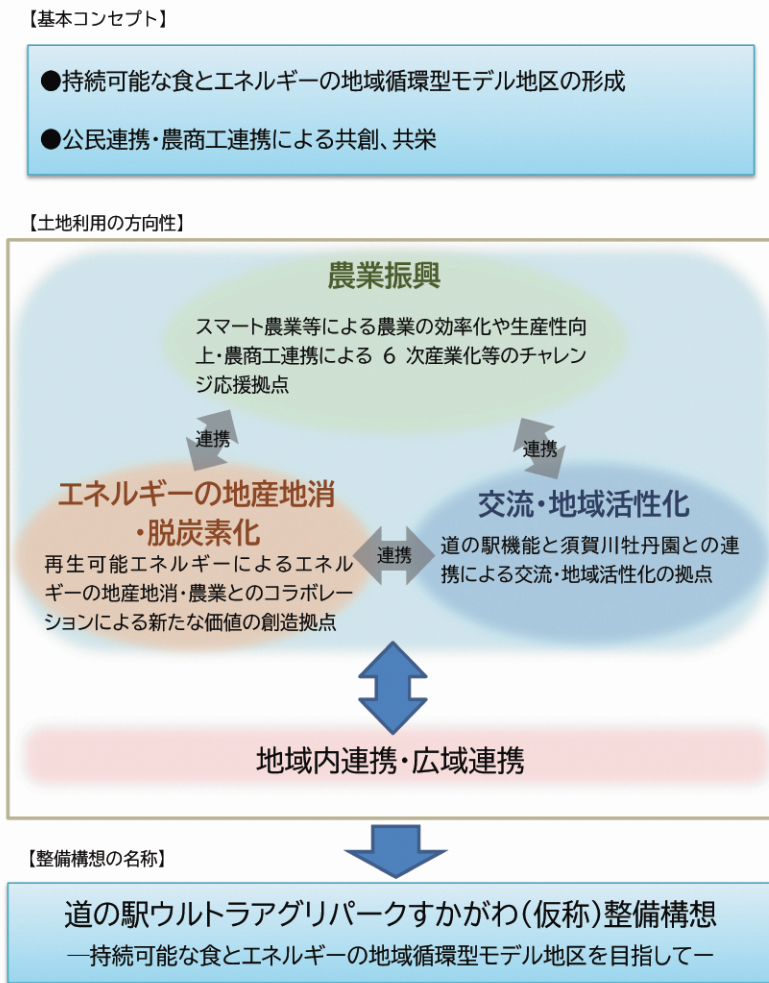 【基本コンセプト】
●持続可能な食とエネルギーの地域循環型モデル地区の形成
●公民連携・農商工連携による共創、共栄
【土地利用の方向性】
農業振興
スマート農業等による農業の効率化や生産性向
上・農商工連携による 6 次産業化等のチャレン
ジ応援拠点
連携
連携
エネルギーの地産地消
・脱炭素化
再生可能エネルギーによるエネル
ギーの地産地消・農業とのコラボレー
ションによる新たな価値の創造拠点
連携
交流・地域活性化
道の駅機能と須賀川牡丹園との連
携による交流・地域活性化の拠点
地域内連携・広域連携
【整備構想の名称】
道の駅ウルトラアグリパークすかがわ(仮称)整備構想
―持続可能な食とエネルギーの地域循環型モデル地区を目指してー